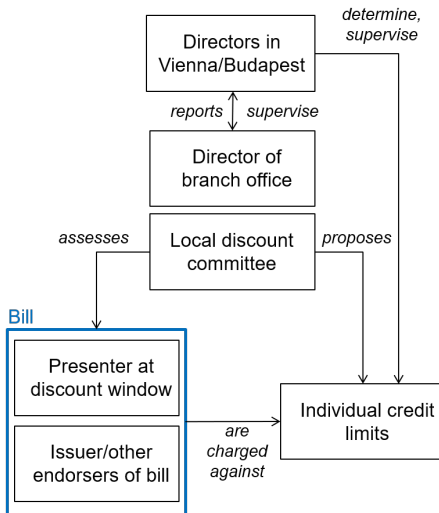 determine,
supervise
Directors in
Vienna/Budapest
reports supervise
Director of
branch office
assesses
Local discount
committee
proposes
Bill
Presenter at
discount window
Issuer/other
endorsers of bill
are
charged
against
Individual credit
limits